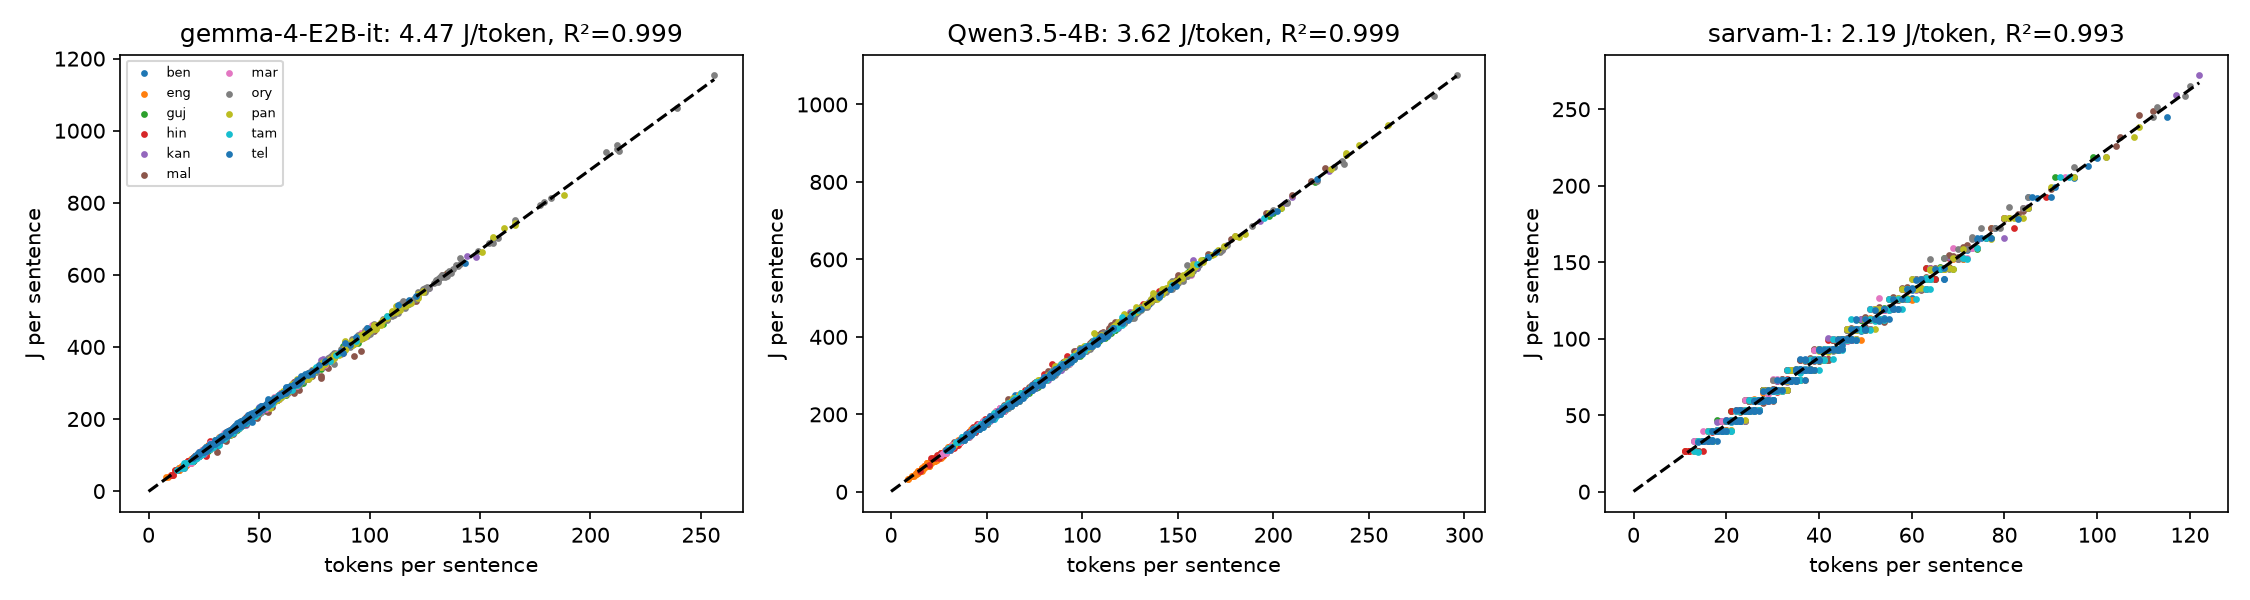 gemma-4-E2B-it: 4.47 J/token, R²=0.999
1200
1000
800
600
400
200
0
J per sentence
ben
eng
guj
hin
kan
mal
mar
ory
pan
tam
tel
0 50 100 150 200 250
tokens per sentence
Qwen3.5-4B: 3.62 J/token, R²=0.999
1000
800
600
400
200
0
J per sentence
0 50 100 150 200 250 300
tokens per sentence
sarvam-1: 2.19 J/token, R²=0.993
250
200
150
100
50
0
J per sentence
0 20 40 60 80 100 120
tokens per sentence